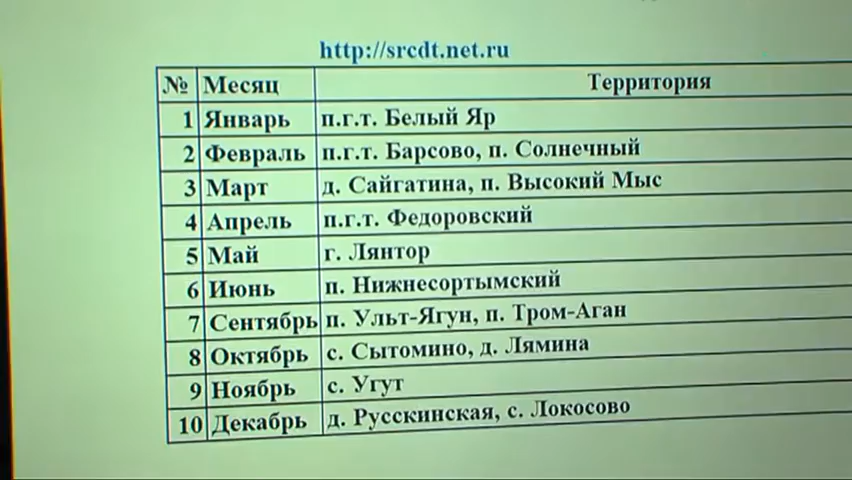 http://srcdt.net.ru
№ Месяц Территория
1 Январь п.г.т. Белый Яр
2 Февраль п.г.т. Барсово, п. Солнечный
3 Март д. Сайгатина, п. Высокий Мыс
4 Апрель п.г.т. Федоровский
5 Май г. Лянтор
6 Июнь п. Нижнесортымский
7 Сентябрь п. Ульт-Ягун, п. Тром-Аган
8 Октябрь с. Сытомино, д. Лямина
9 Ноябрь с. Угут
10 Декабрь д. Русскинская, с. Локосово